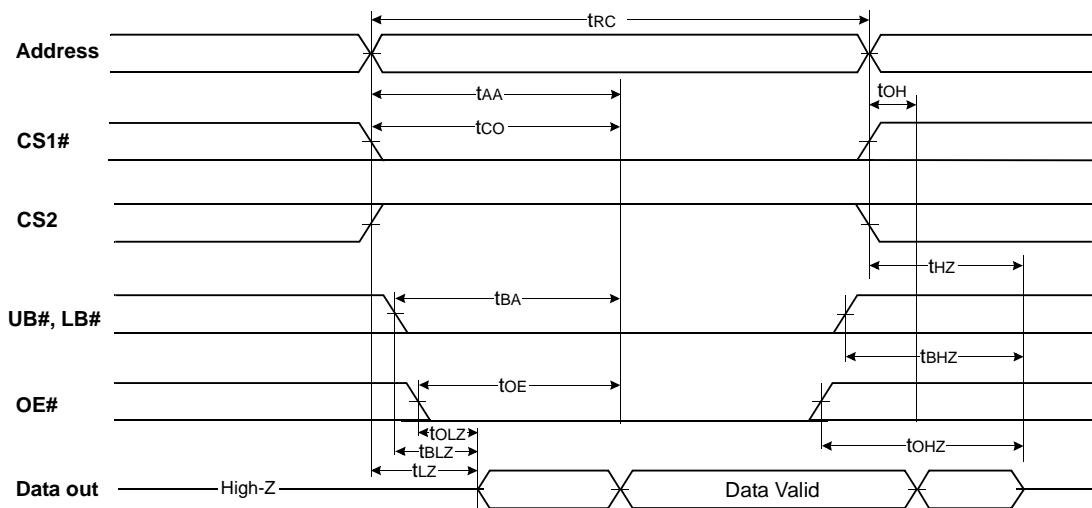 tRC
Address
tAA
tOH
tCO
CS1#
CS2
tHZ
tBA
UB#, LB#
tBHZ
tOE
OE#
tOLZ
tOHZ
tBLZ
tLZ
Data out
High-Z
Data Valid